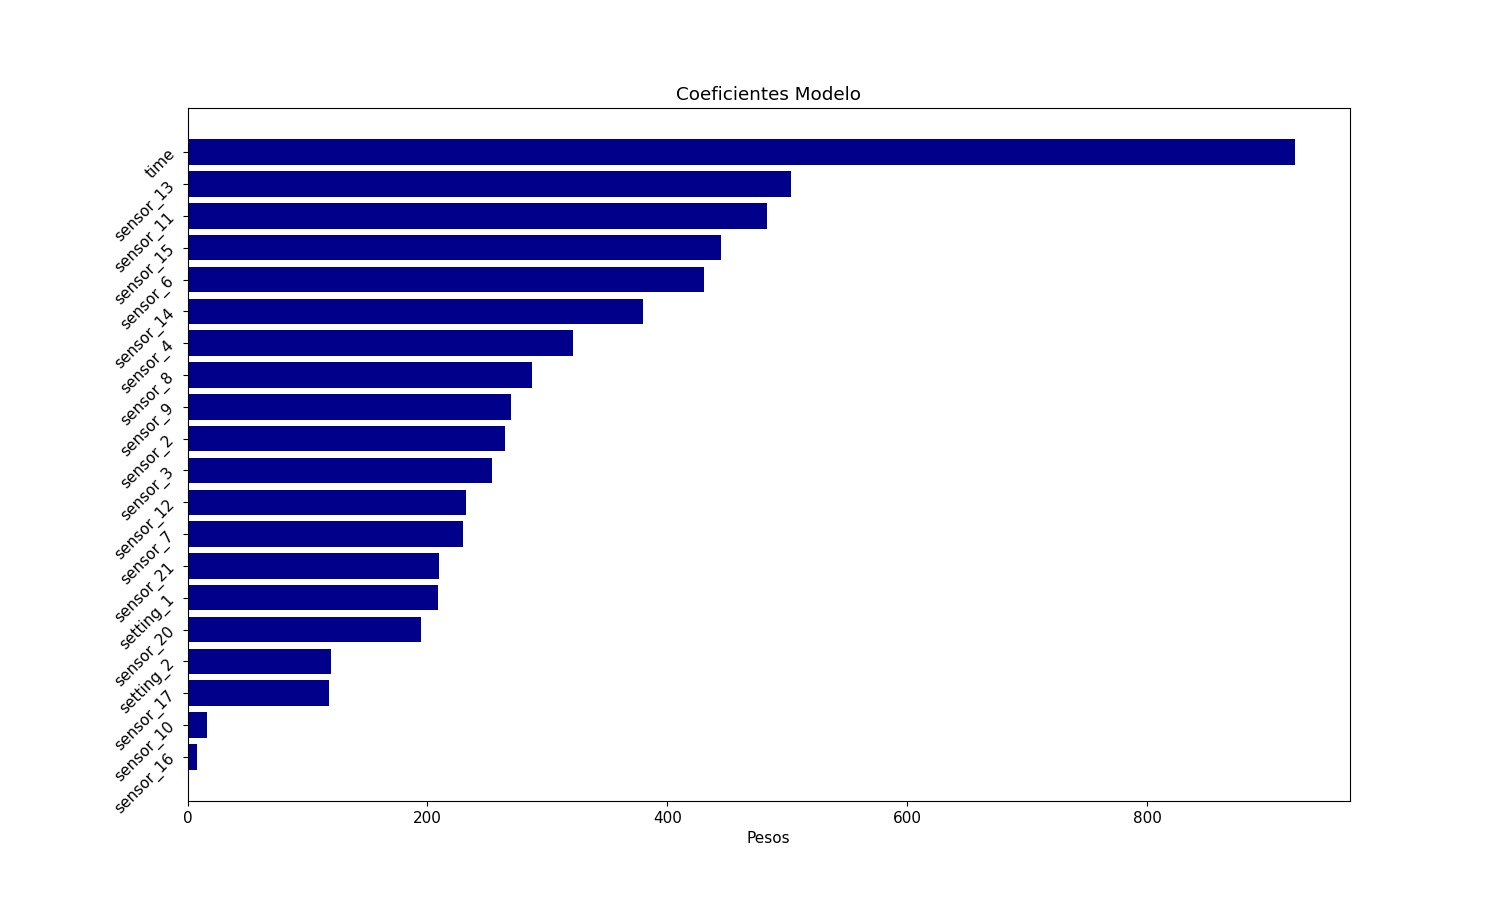 Coeficientes Modelo
time
sensor_13
sensor_11
sensor_15
sensor_6
sensor_14
sensor_4
sensor_8
sensor_9
sensor_2
sensor_3
sensor_12
sensor_7
sensor_21
setting_1
sensor_20
setting_2
sensor_17
sensor_10
sensor_16
0 200 400 600 800
Pesos